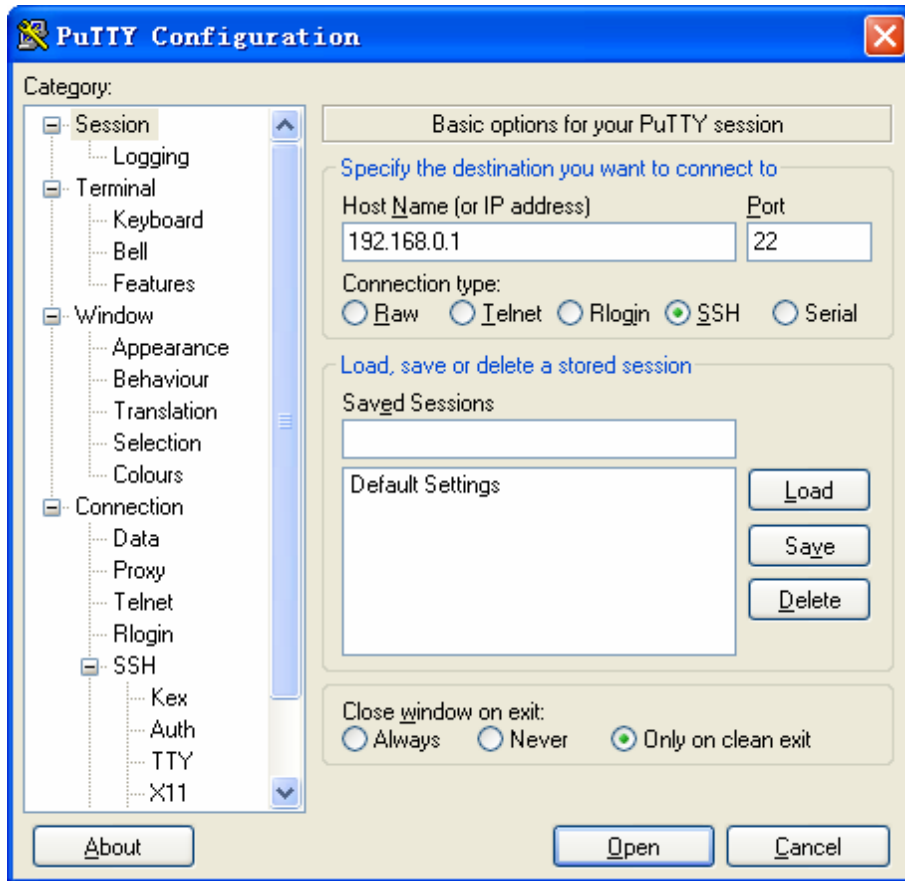 PuTTY Configuration
Category:
Session
Logging
Terminal
Keyboard
Bell
Features
Window
Appearance
Behaviour
Translation
Selection
Colours
Connection
Data
Proxy
Telnet
Rlogin
SSH
Kex
Auth
TTY
X11
Basic options for your PuTTY session
Specify the destination you want to connect to
Host Name (or IP address) Port
192.168.0.1 22
Connection type:
Raw Telnet Rlogin SSH Serial
Load, save or delete a stored session
Saved Sessions
Default Settings
Load
Save
Delete
Close window on exit:
Always Never Only on clean exit
About Open Cancel